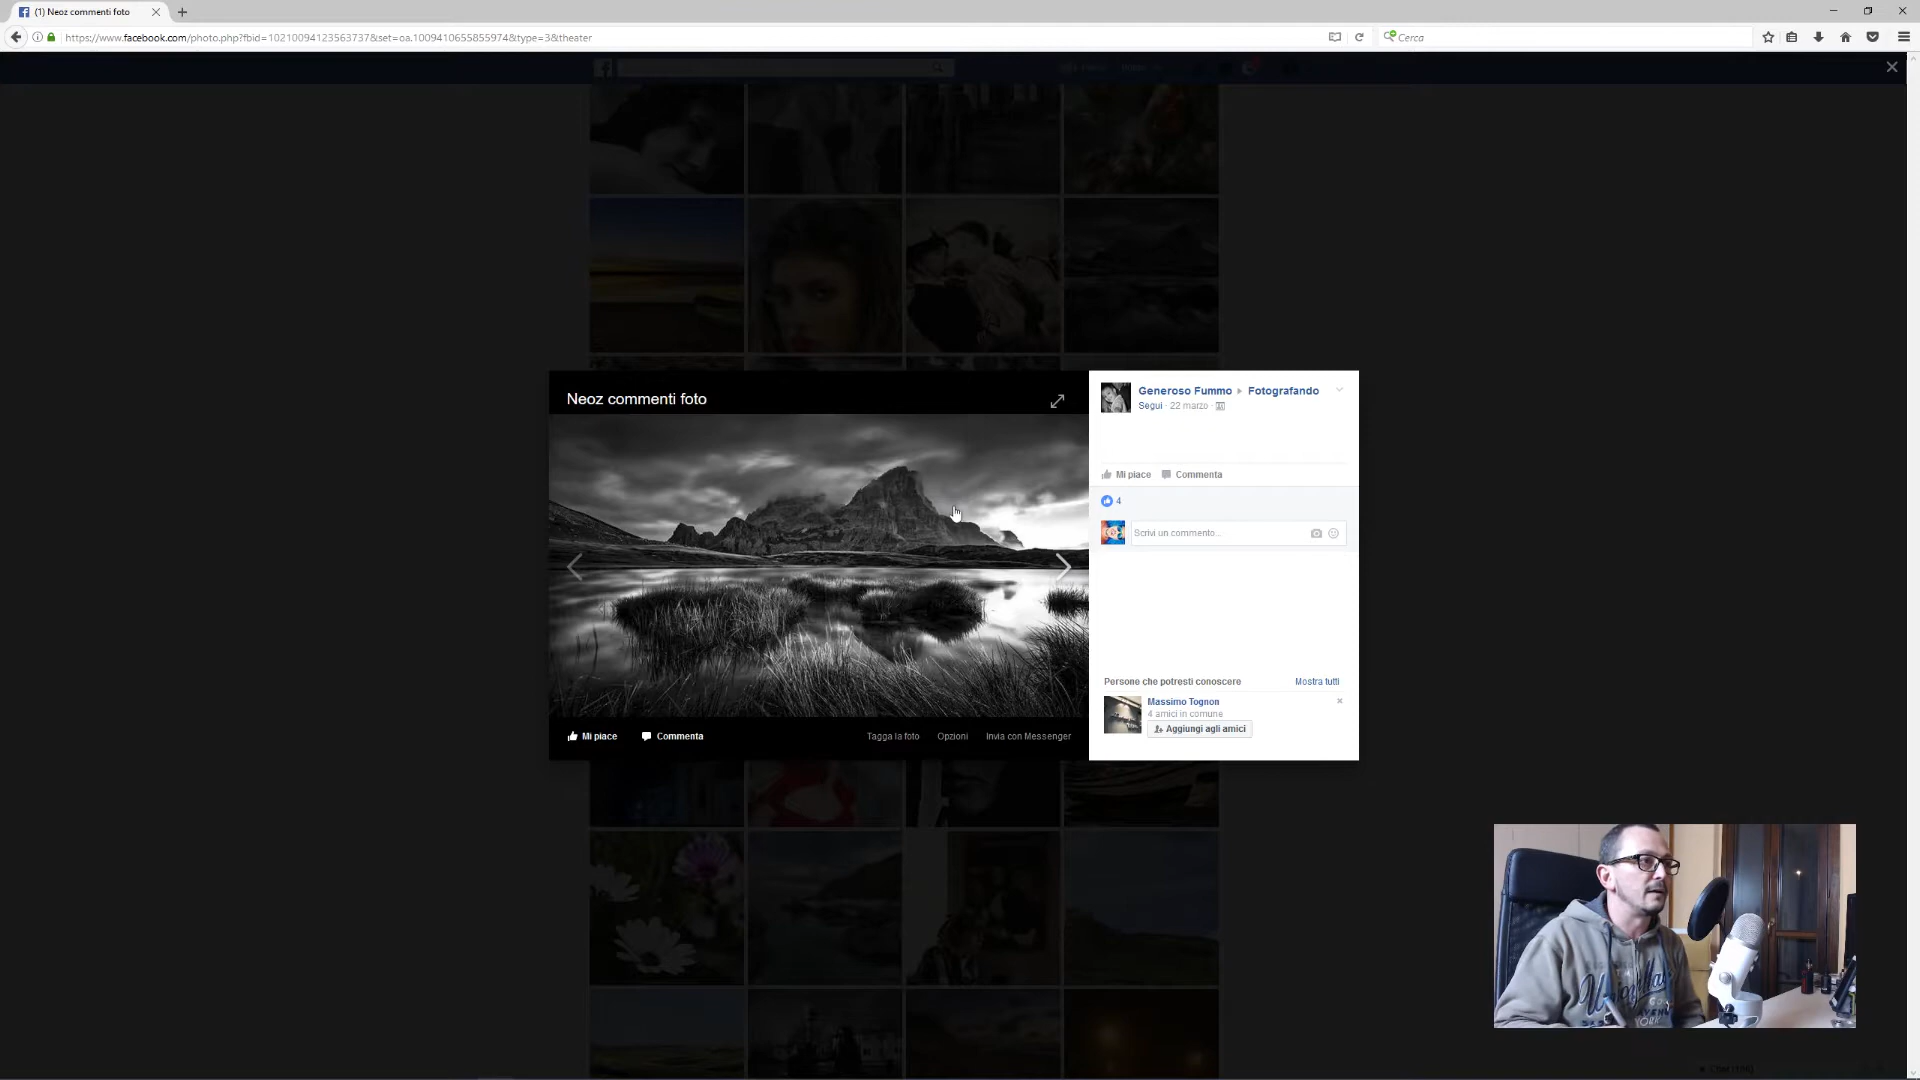 (1) Neoz commenti foto
https://www.facebook.com/photo.php?fbid=10210094123563737&set=oa.1009410655855974&type=3&theater
Cerca
Neoz commenti foto
Generoso Fummo
Fotografando
Segui · 22 marzo ·
Mi piace
Commenta
4
Scrivi un commento...
Persone che potresti conoscere
Mostra tutti
Massimo Tognon
4 amici in comune
Aggiungi agli amici
Mi piace
Commenta
Tagga la foto
Opzioni
Invia con Messenger
YORK